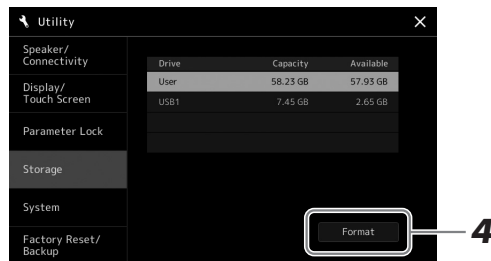 Utility
Speaker/
Connectivity
Display/
Touch Screen
Parameter Lock
Storage
System
Factory Reset/
Backup
Drive Capacity Available
User 58.23 GB 57.93 GB
USB1 7.45 GB 2.65 GB
Format
4